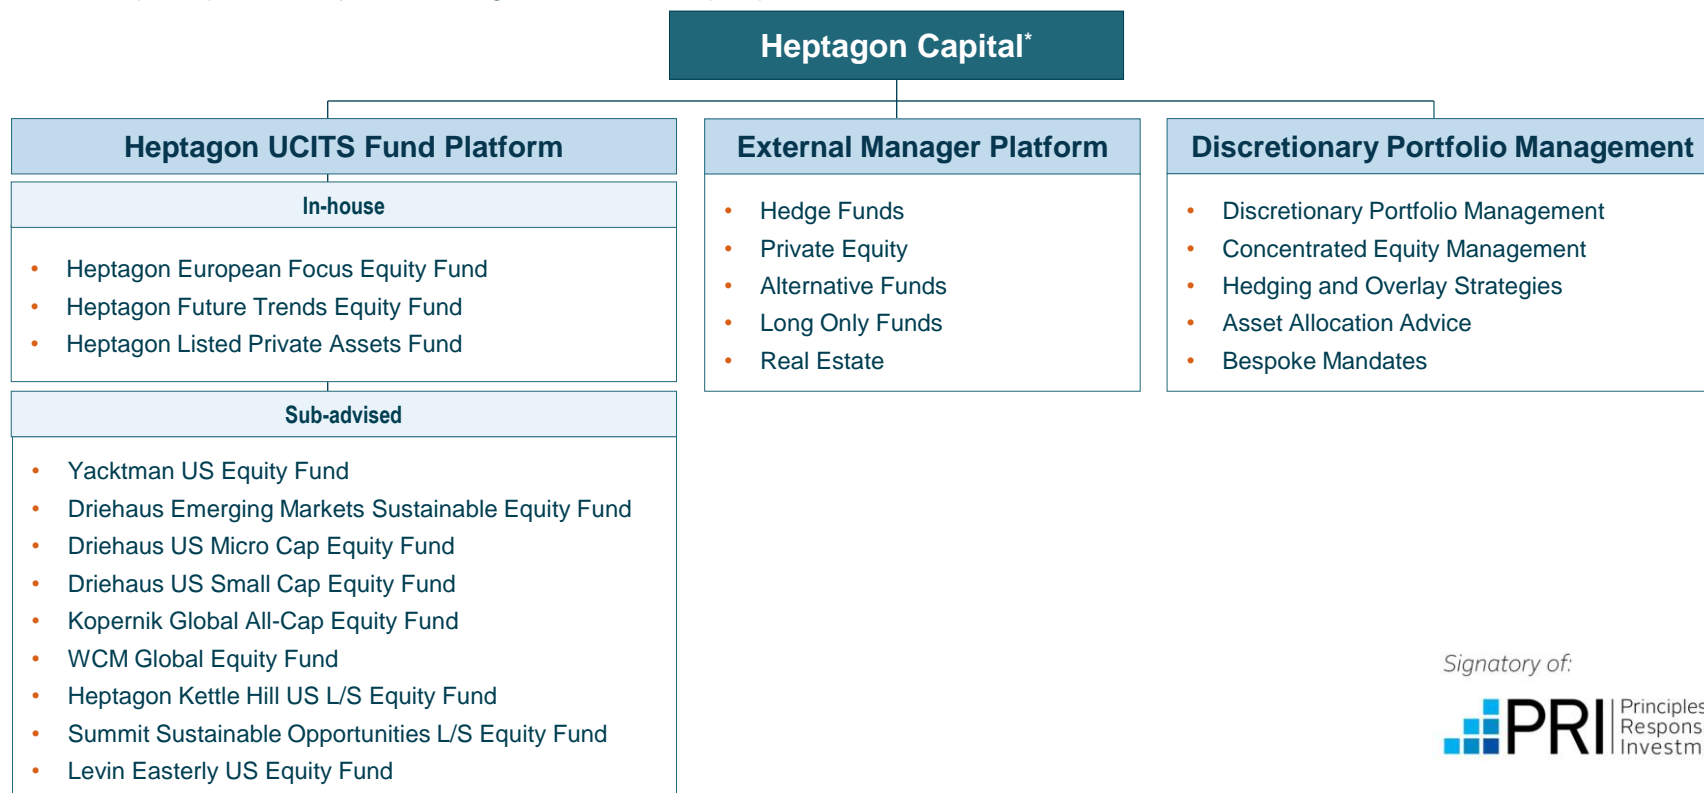 Heptagon Capital*
Heptagon UCITS Fund Platform
In-house
• Heptagon European Focus Equity Fund
• Heptagon Future Trends Equity Fund
• Heptagon Listed Private Assets Fund
Sub-advised
• Yacktman US Equity Fund
• Driehaus Emerging Markets Sustainable Equity Fund
• Driehaus US Micro Cap Equity Fund
• Driehaus US Small Cap Equity Fund
• Kopernik Global All-Cap Equity Fund
• WCM Global Equity Fund
• Heptagon Kettle Hill US L/S Equity Fund
• Summit Sustainable Opportunities L/S Equity Fund
• Levin Easterly US Equity Fund
External Manager Platform
• Hedge Funds
• Private Equity
• Alternative Funds
• Long Only Funds
• Real Estate
Discretionary Portfolio Management
• Discretionary Portfolio Management
• Concentrated Equity Management
• Hedging and Overlay Strategies
• Asset Allocation Advice
• Bespoke Mandates
Signatory of:
PRI
Principles
Respons
Investm